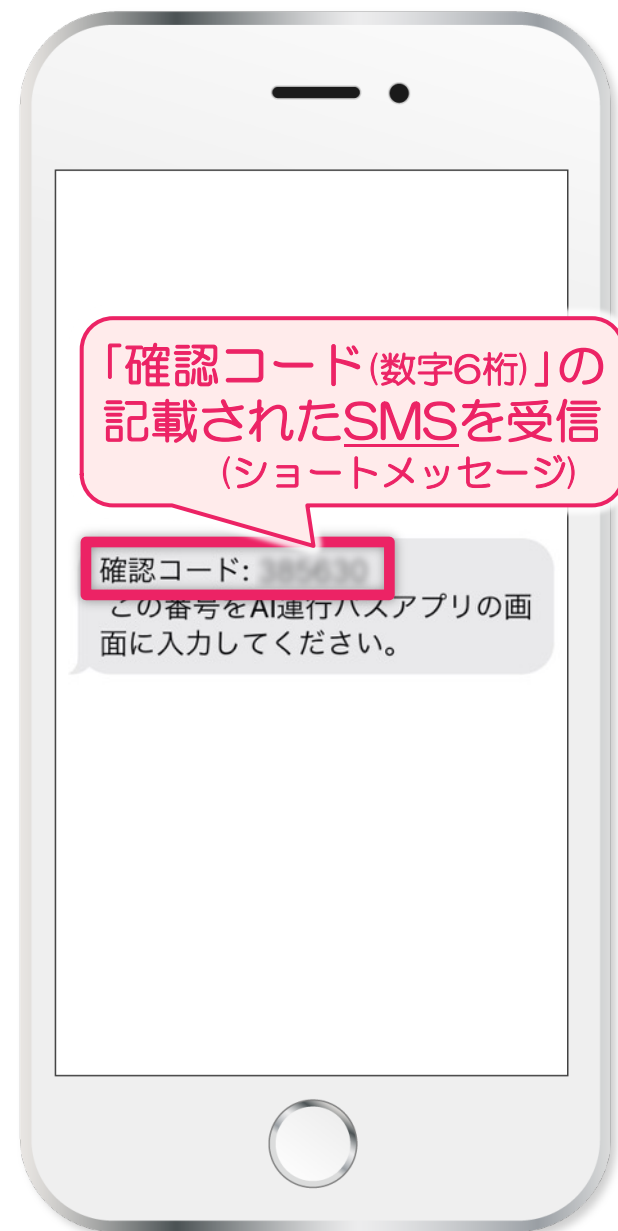 「確認コード(数字6桁)」の
記載されたSMSを受信
(ショートメッセージ)
確認コード:
この番号をAI運行バスアプリの画
面に入力してください。